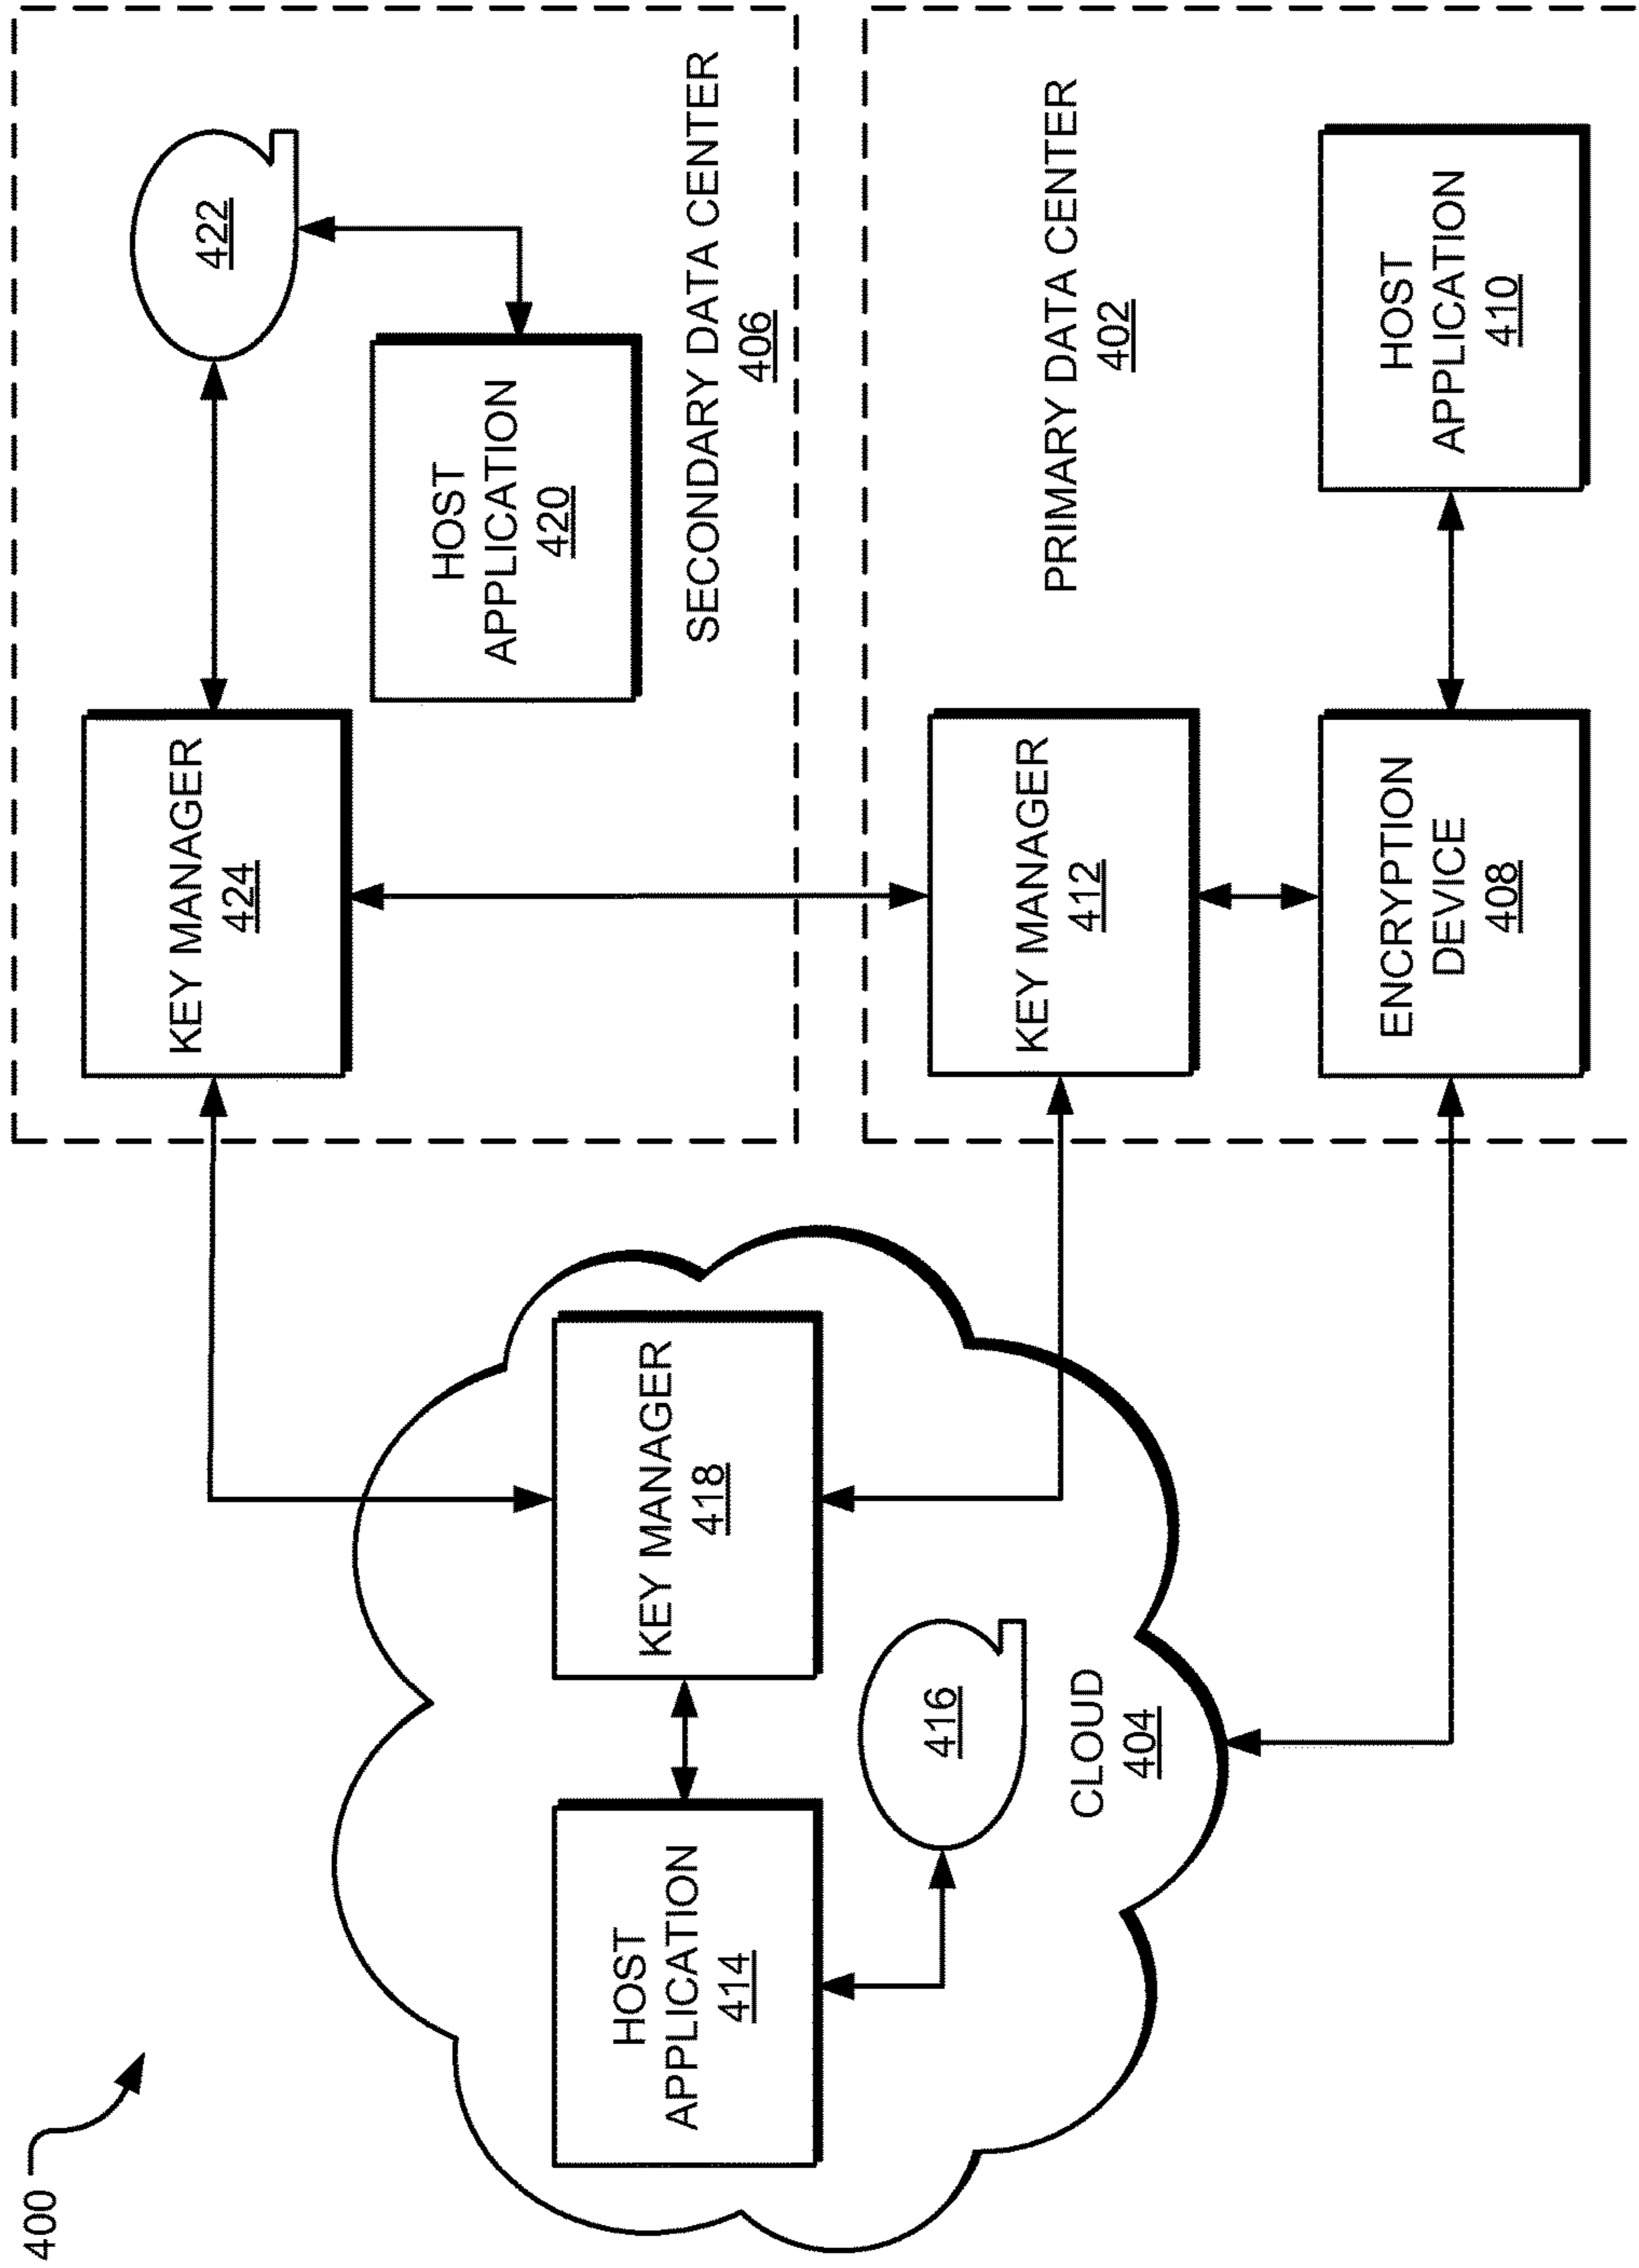 400
HOST
APPLICATION
414
KEY MANAGER
418
416
CLOUD
404
KEY MANAGER
424
422
HOST
APPLICATION
420
SECONDARY DATA CENTER
406
PRIMARY DATA CENTER
402
KEY MANAGER
412
ENCRYPTION
DEVICE
408
HOST
APPLICATION
410